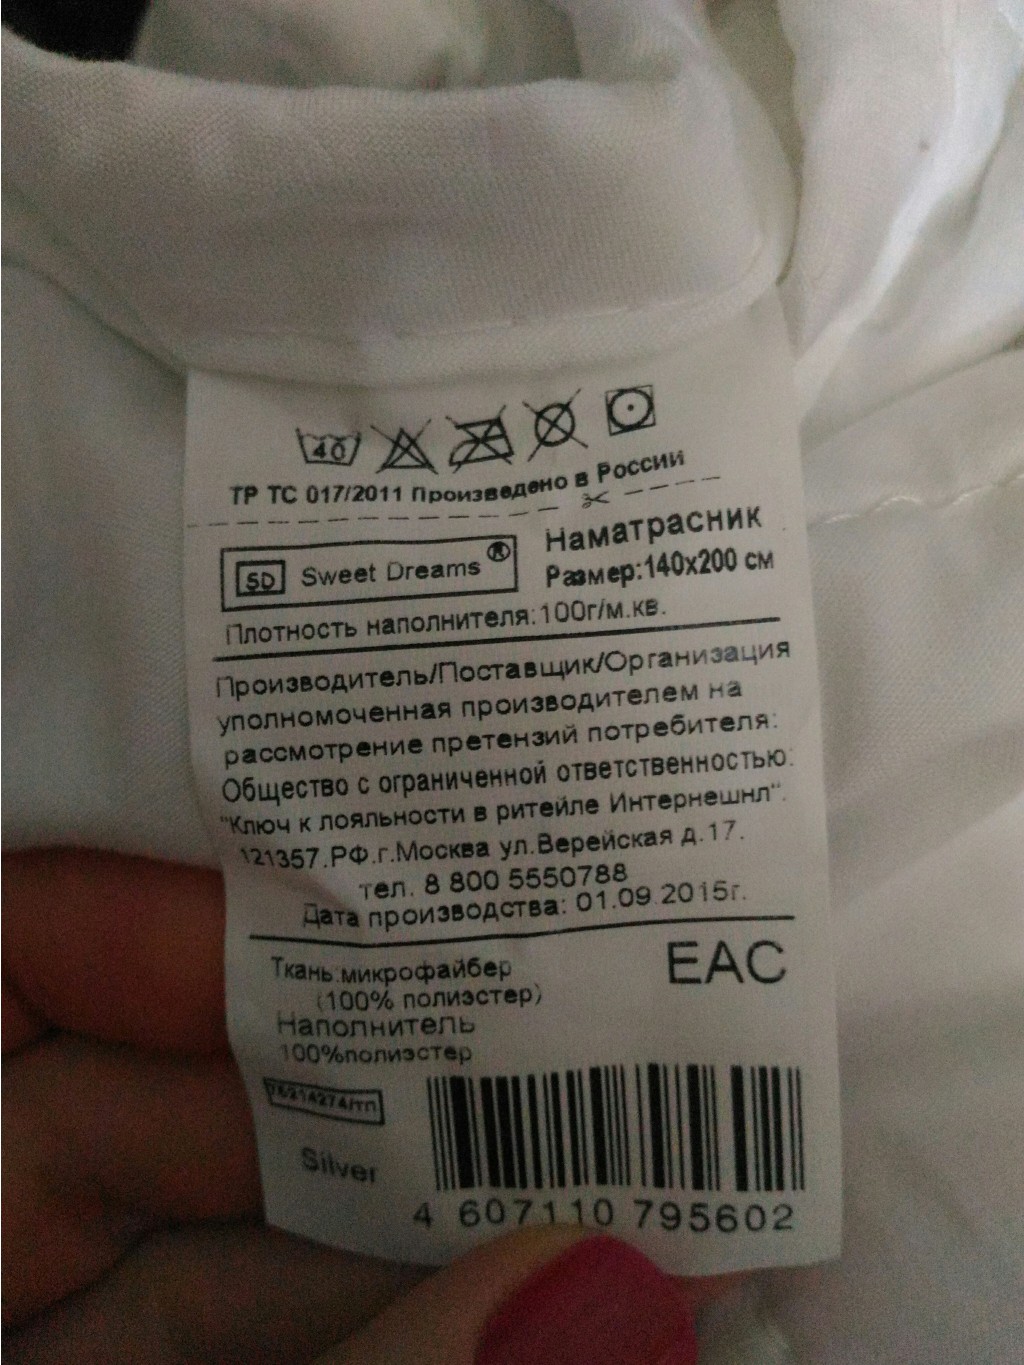 40
ТР ТС 017/2011 Произведено в России
SD Sweet Dreams®
Наматрасник
Размер:140х200 см
Плотность наполнителя:100г/м.кв.
Производитель/Поставщик/Организация
уполномоченная производителем на
рассмотрение претензий потребителя:
Общество с ограниченной ответственностью:
"Ключ к лояльности в ритейле Интернешнл".
121357.РФ.г.Москва ул.Верейская д.17.
тел. 8 800 5550788
Дата производства: 01.09.2015г.
EAC
Ткань:микрофайбер
(100% полиэстер)
Наполнитель
100%полиэстер
76214274/тп
Silver
4 607110 795602